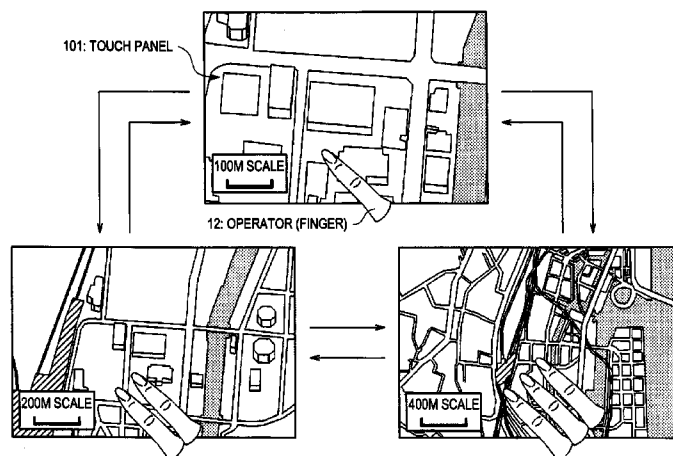 101: TOUCH PANEL
100M SCALE
12: OPERATOR (FINGER)
200M SCALE
400M SCALE